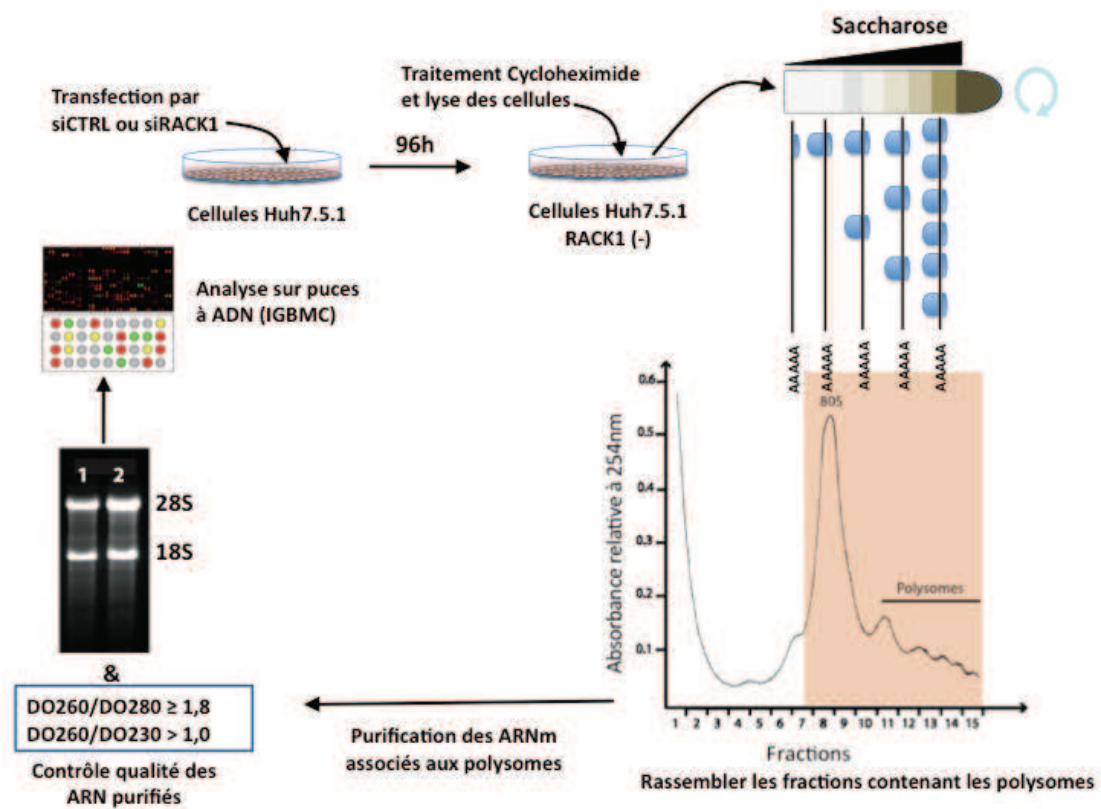 Saccharose
Transfection par
siCTRL ou siRACK1
Traitement Cycloheximide
et lyse des cellules
96h
Cellules Huh7.5.1
Cellules Huh7.5.1
RACK1 (-)
Analyse sur puces
à ADN (IGBMC)
AAAAA
AAAAA
AAAAA
AAAAA
AAAAA
0.6
0.5
0.4
0.3
0.2
0.1
Absorbance relative à 254nm
80S
Polysomes
1 2 3 4 5 6 7 8 9 10 11 12 13 14 15
Fractions
Rassembler les fractions contenant les polysomes
Purification des ARNm
associés aux polysomes
1 2
28S
18S
&
DO260/DO280 ≥ 1,8
DO260/DO230 > 1,0
Contrôle qualité des
ARN purifiés